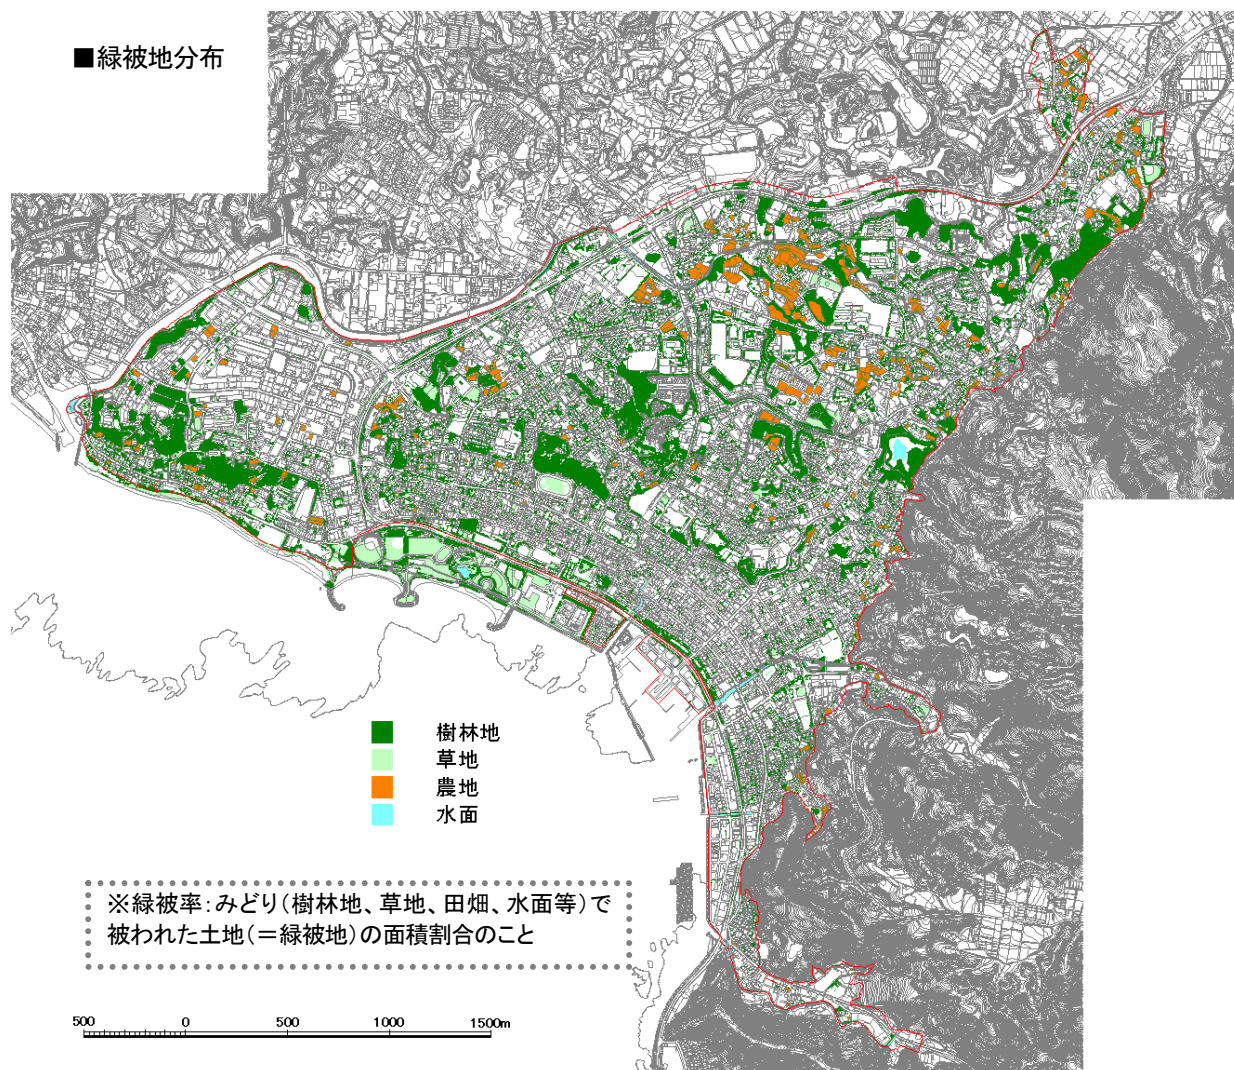 ■緑被地分布
樹林地
草地
農地
水面
※緑被率：みどり（樹林地、草地、田畑、水面等）で
被われた土地（＝緑被地）の面積割合のこと
500 0 500 1000 1500m